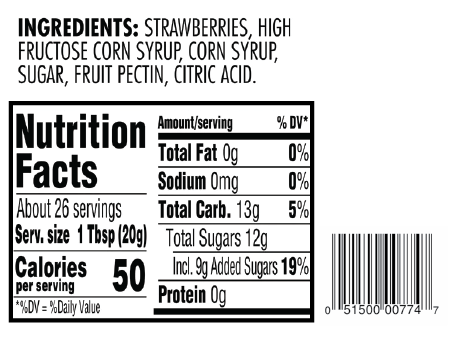 INGREDIENTS: STRAWBERRIES, HIGH
FRUCTOSE CORN SYRUP, CORN SYRUP,
SUGAR, FRUIT PECTIN, CITRIC ACID.
Nutrition
Facts
About 26 servings
Serv. size 1 Tbsp (20g)
Calories
per serving
50
*%DV = %Daily Value
Amount/serving % DV*
Total Fat 0g 0%
Sodium 0mg 0%
Total Carb. 13g 5%
Total Sugars 12g
Incl. 9g Added Sugars 19%
Protein 0g
0 51500 00774 7